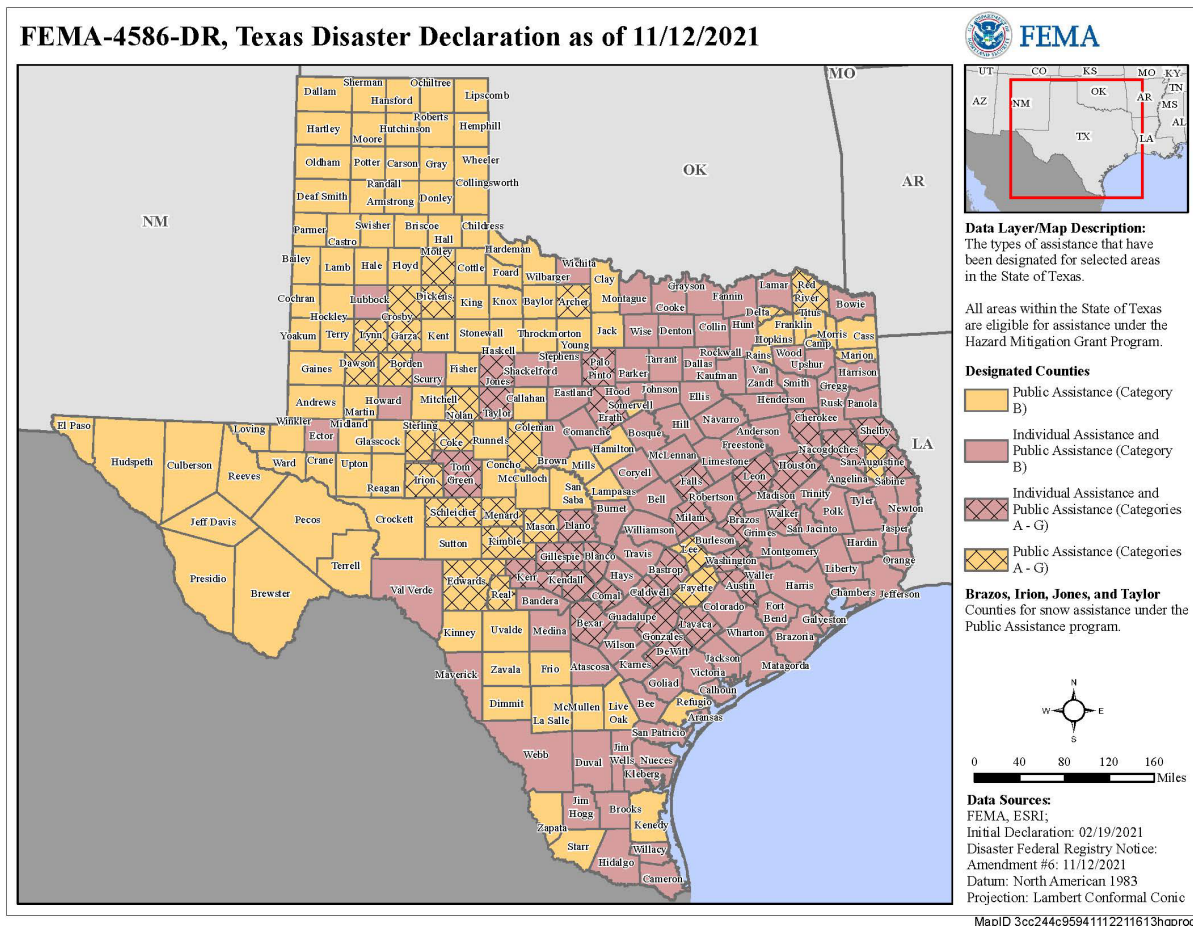 FEMA-4586-DR, Texas Disaster Declaration as of 11/12/2021
FEMA
MO
OK
AR
NM
LA
UT
CO
KS
MO
KY
TN
OK
AR
AZ
NM
MS
AL
TX
LA
Dallam
Sherman
Hansford
Ochiltree
Lipscomb
Hartley
Moore
Hutchinson
Roberts
Hemphill
Oldham
Potter
Carson
Gray
Wheeler
Deaf Smith
Randall
Armstrong
Donley
Collingsworth
Parmer
Castro
Swisher
Briscoe
Hall
Childress
Bailey
Lamb
Hale
Floyd
Motley
Cottle
Hardeman
Foard
Wilbarger
Wichita
Clay
Cochran
Hockley
Lubbock
Crosby
Dickens
King
Knox
Baylor
Archer
Montague
Cooke
Grayson
Fannin
Lamar
Red
River
Bowie
Delta
Titus
Franklin
Morris
Cass
Hopkins
Camp
Marion
Yoakum
Terry
Lynn
Garza
Kent
Stonewall
Haskell
Throckmorton
Young
Jack
Wise
Denton
Collin
Hunt
Rockwall
Rains
Wood
Upshur
Harrison
Gaines
Dawson
Borden
Scurry
Fisher
Jones
Shackelford
Stephens
Palo
Pinto
Parker
Tarrant
Dallas
Kaufman
Van
Zandt
Smith
Gregg
Andrews
Martin
Howard
Mitchell
Nolan
Taylor
Callahan
Eastland
Erath
Hood
Somervell
Johnson
Ellis
Henderson
Rusk
Panola
El Paso
Hudspeth
Culberson
Loving
Winkler
Ector
Midland
Glasscock
Sterling
Coke
Runnels
Coleman
Brown
Comanche
Hamilton
Bosque
Hill
Navarro
Anderson
Cherokee
Shelby
Nacogdoches
San Augustine
Sabine
Reeves
Ward
Crane
Upton
Reagan
Irion
Tom
Green
Concho
McCulloch
San
Saba
Mills
Lampasas
Coryell
McLennan
Limestone
Freestone
Leon
Houston
Angelina
Trinity
Jeff Davis
Pecos
Crockett
Schleicher
Menard
Mason
Llano
Burnet
Bell
Falls
Robertson
Madison
Walker
Polk
Tyler
Newton
Jasper
Presidio
Brewster
Terrell
Sutton
Kimble
Gillespie
Blanco
Travis
Williamson
Milam
Brazos
Burleson
Grimes
San Jacinto
Hardin
Orange
Val Verde
Edwards
Real
Kerr
Kendall
Bandera
Hays
Comal
Caldwell
Bastrop
Lee
Fayette
Washington
Austin
Waller
Montgomery
Liberty
Harris
Chambers
Jefferson
Kinney
Uvalde
Medina
Bexar
Guadalupe
Gonzales
Lavaca
Colorado
Fort
Bend
Galveston
Maverick
Zavala
Frio
Atascosa
Wilson
Karnes
DeWitt
Wharton
Brazoria
Jackson
Victoria
Matagorda
Dimmit
La Salle
McMullen
Live
Oak
Bee
Goliad
Refugio
Calhoun
Aransas
San Patricio
Webb
Duval
Jim
Wells
Nueces
Kleberg
Zapata
Jim
Hogg
Brooks
Kenedy
Starr
Hidalgo
Willacy
Cameron
Data Layer/Map Description:
The types of assistance that have
been designated for selected areas
in the State of Texas.
All areas within the State of Texas
are eligible for assistance under the
Hazard Mitigation Grant Program.
Designated Counties
Public Assistance (Category
B)
Individual Assistance and
Public Assistance (Category
B)
Individual Assistance and
Public Assistance (Categories
A - G)
Public Assistance (Categories
A - G)
Brazos, Irion, Jones, and Taylor
Counties for snow assistance under the
Public Assistance program.
N
W
E
S
0 40 80 120 160
Miles
Data Sources:
FEMA, ESRI;
Initial Declaration: 02/19/2021
Disaster Federal Registry Notice:
Amendment #6: 11/12/2021
Datum: North American 1983
Projection: Lambert Conformal Conic
MapID 3cc244c95941112211613hqprod